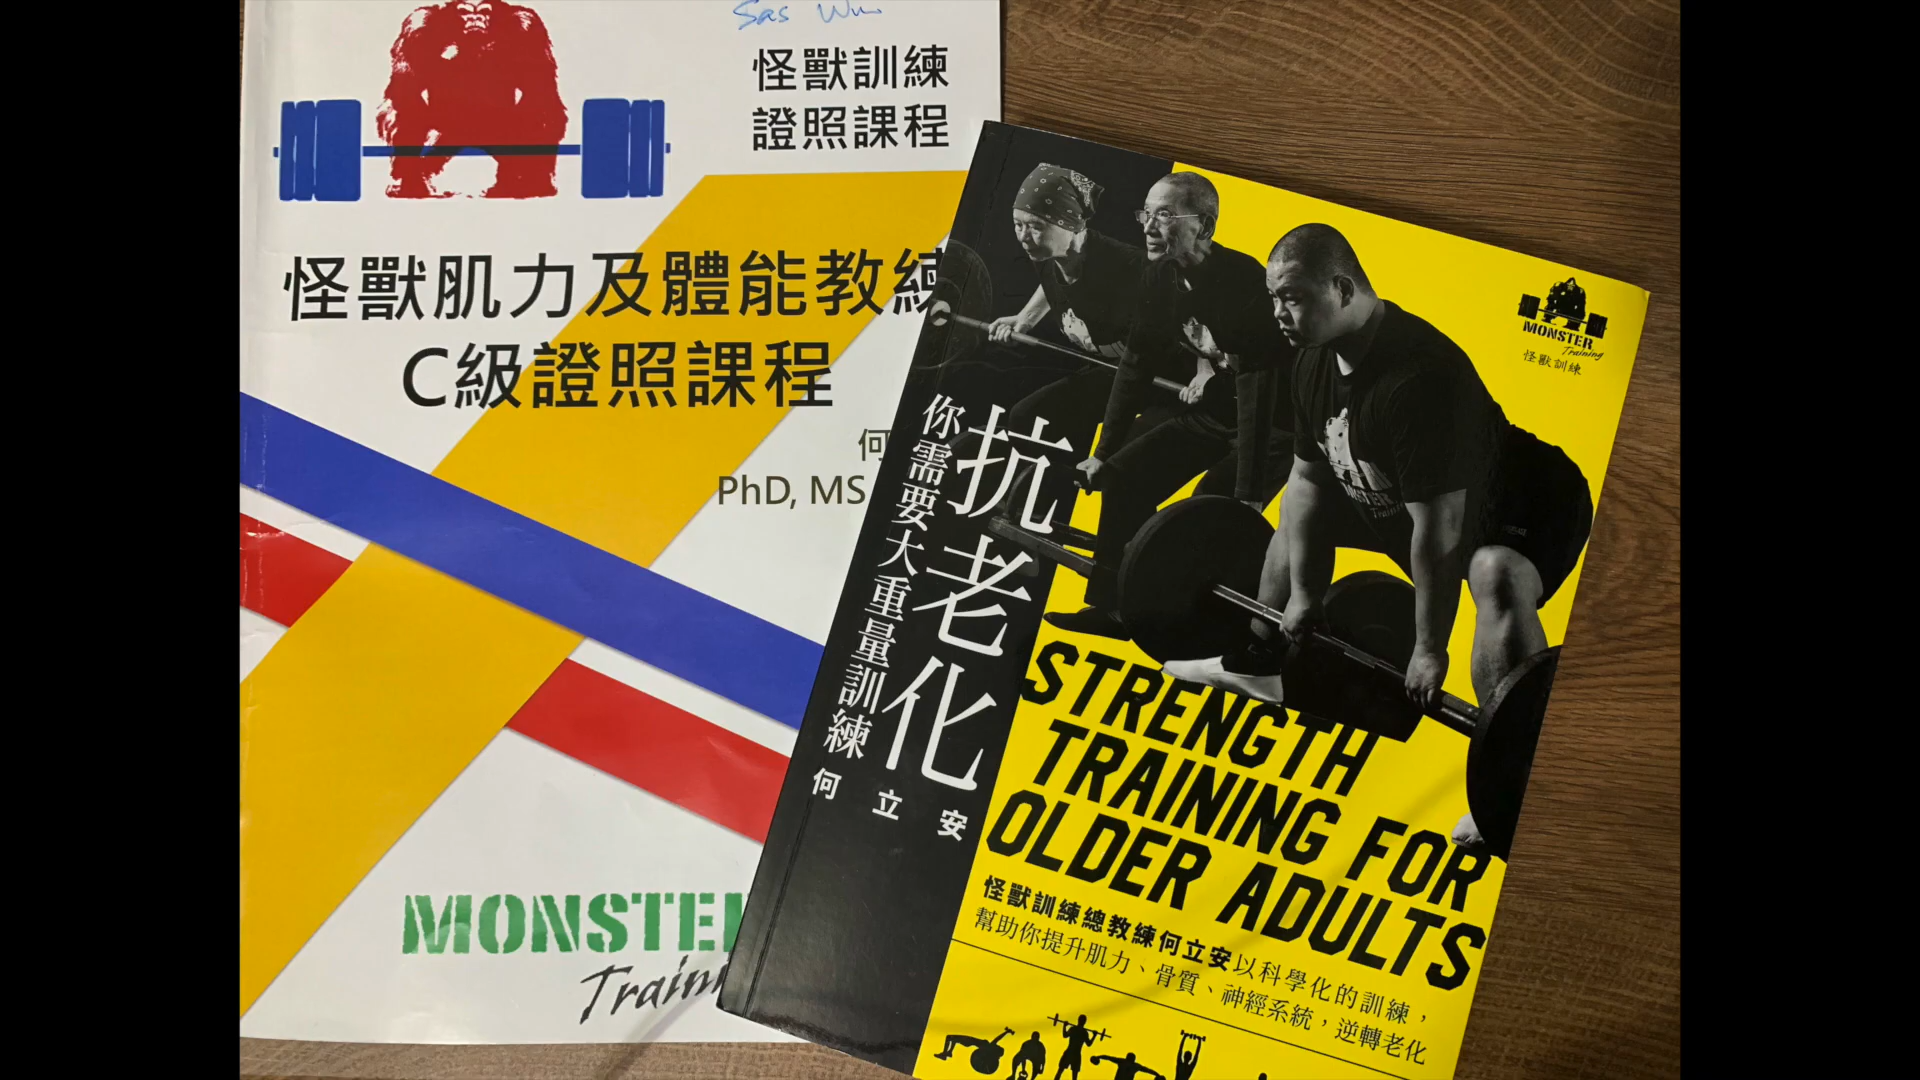 Sas Wu
怪獸訓練
證照課程
怪獸肌力及體能教練
C級證照課程
何
PhD, MS
MONSTER
Training
MONSTER
Training
怪獸訓練
抗老化
你需要大重量訓練
何立安
STRENGTH
TRAINING FOR
OLDER ADULTS
怪獸訓練總教練何立安以科學化的訓練，
幫助你提升肌力、骨質、神經系統，逆轉老化